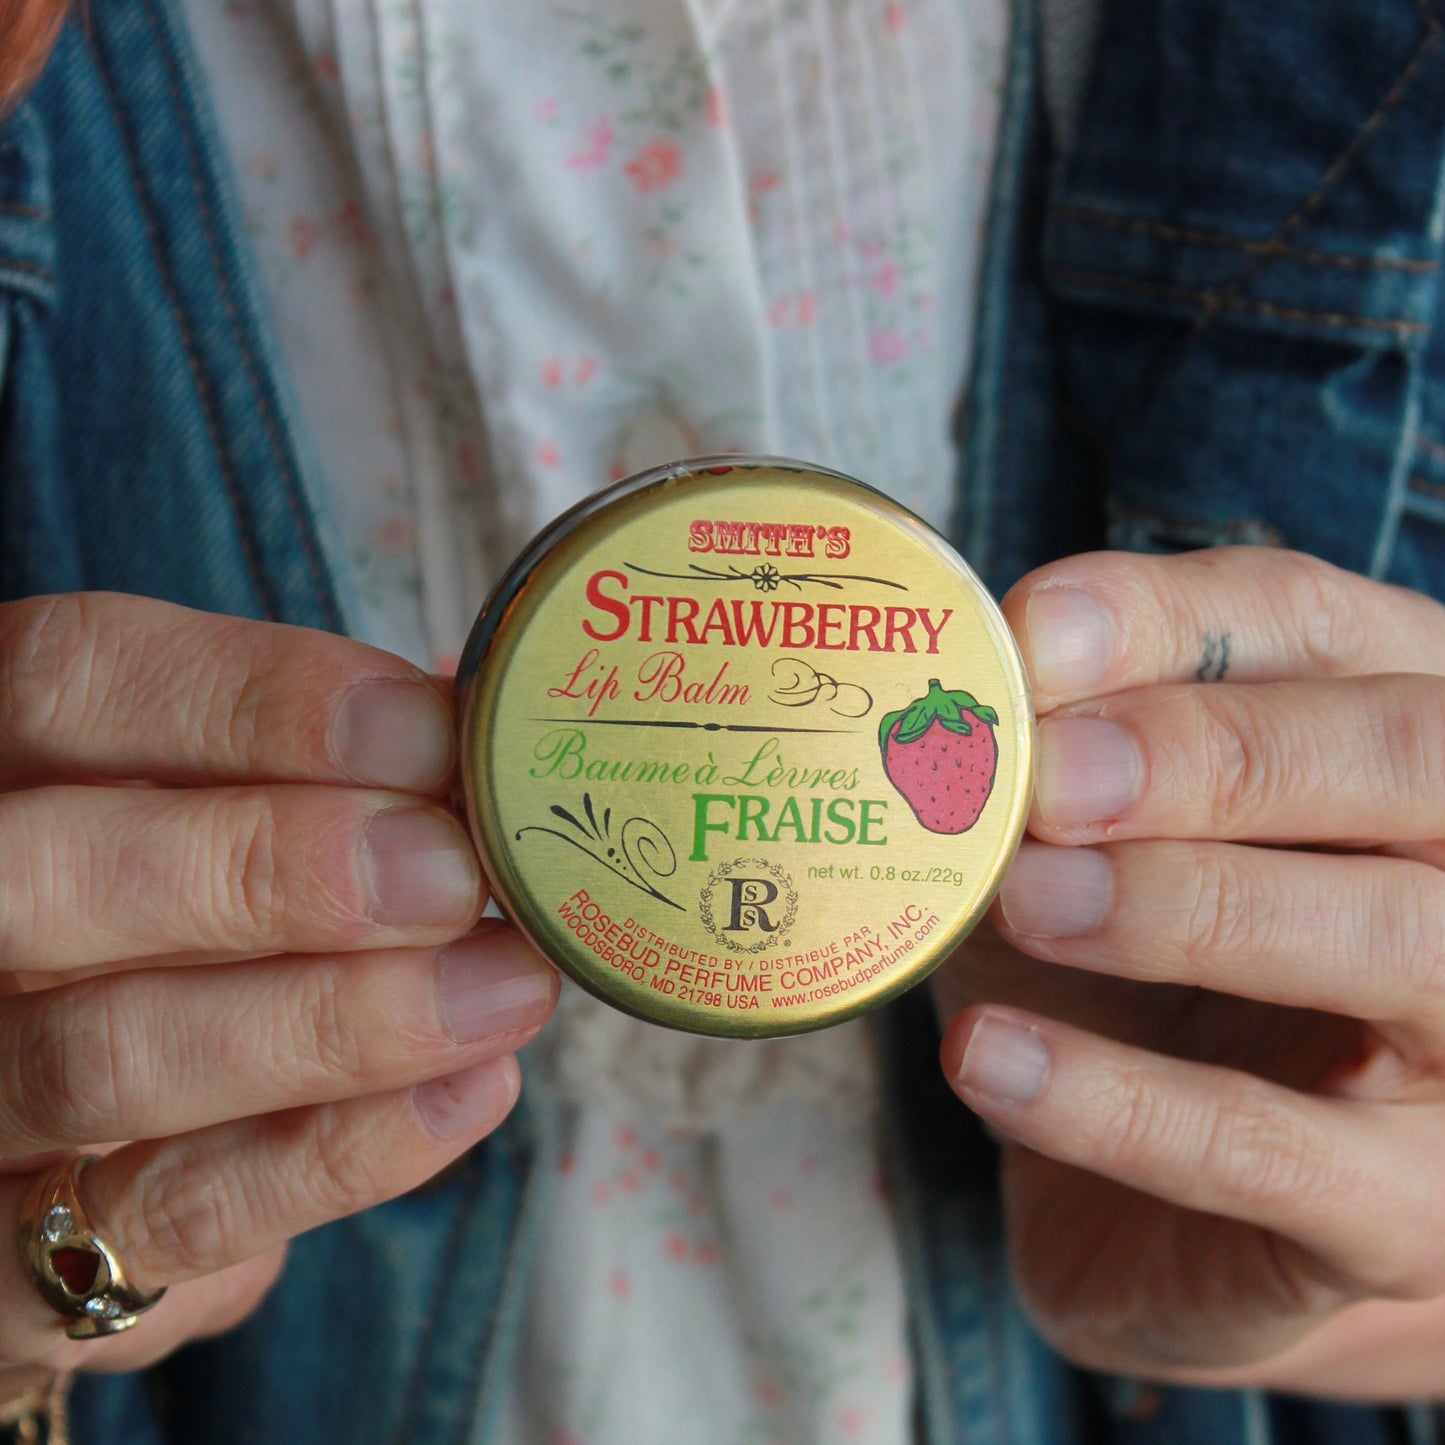 SMITH'S
STRAWBERRY
Lip Balm
Baume à Lèvres
FRAISE
net wt. 0.8 oz./22g
RSS
®
DISTRIBUTED BY / DISTRIBUÉ PAR
ROSEBUD PERFUME COMPANY, INC.
WOODSBORO, MD 21798 USA www.rosebudperfume.com